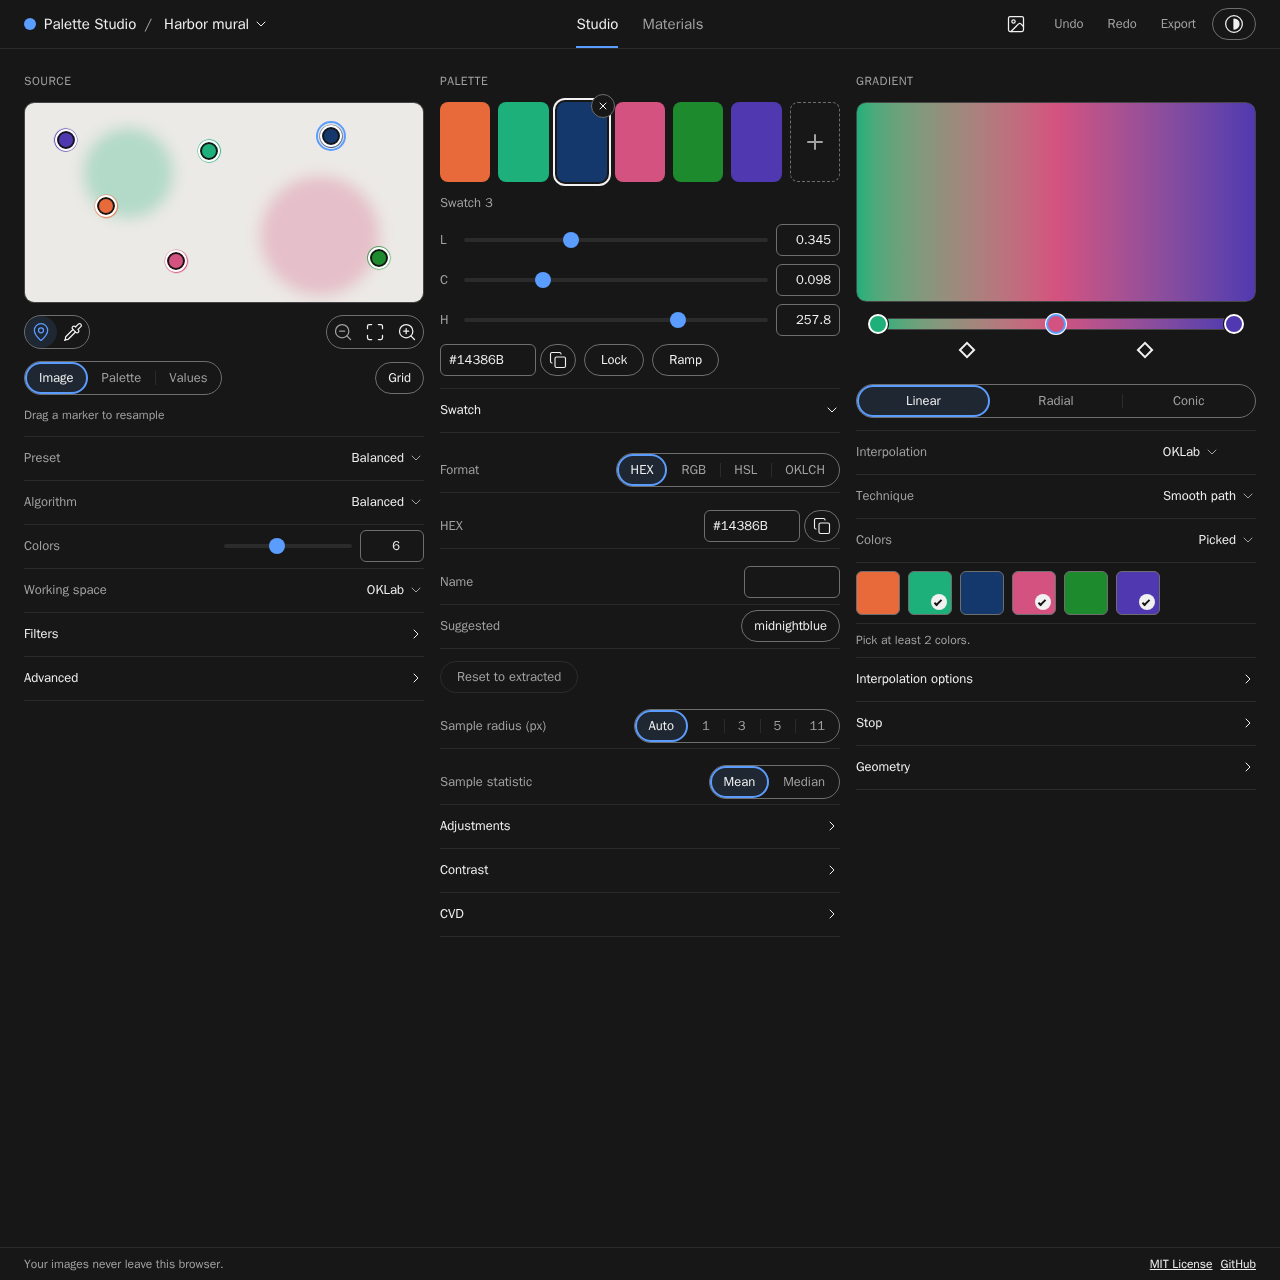 Palette Studio / Harbor mural
Studio Materials
Undo Redo Export
SOURCE
Image Palette Values
Grid
Drag a marker to resample
Preset Balanced
Algorithm Balanced
Colors 6
Working space OKLab
Filters
Advanced
PALETTE
Swatch 3
L 0.345
C 0.098
H 257.8
#14386B Lock Ramp
Swatch
Format HEX RGB HSL OKLCH
HEX #14386B
Name
Suggested midnightblue
Reset to extracted
Sample radius (px) Auto 1 3 5 11
Sample statistic Mean Median
Adjustments
Contrast
CVD
GRADIENT
Linear Radial Conic
Interpolation OKLab
Technique Smooth path
Colors Picked
Pick at least 2 colors.
Interpolation options
Stop
Geometry
Your images never leave this browser.
MIT License GitHub